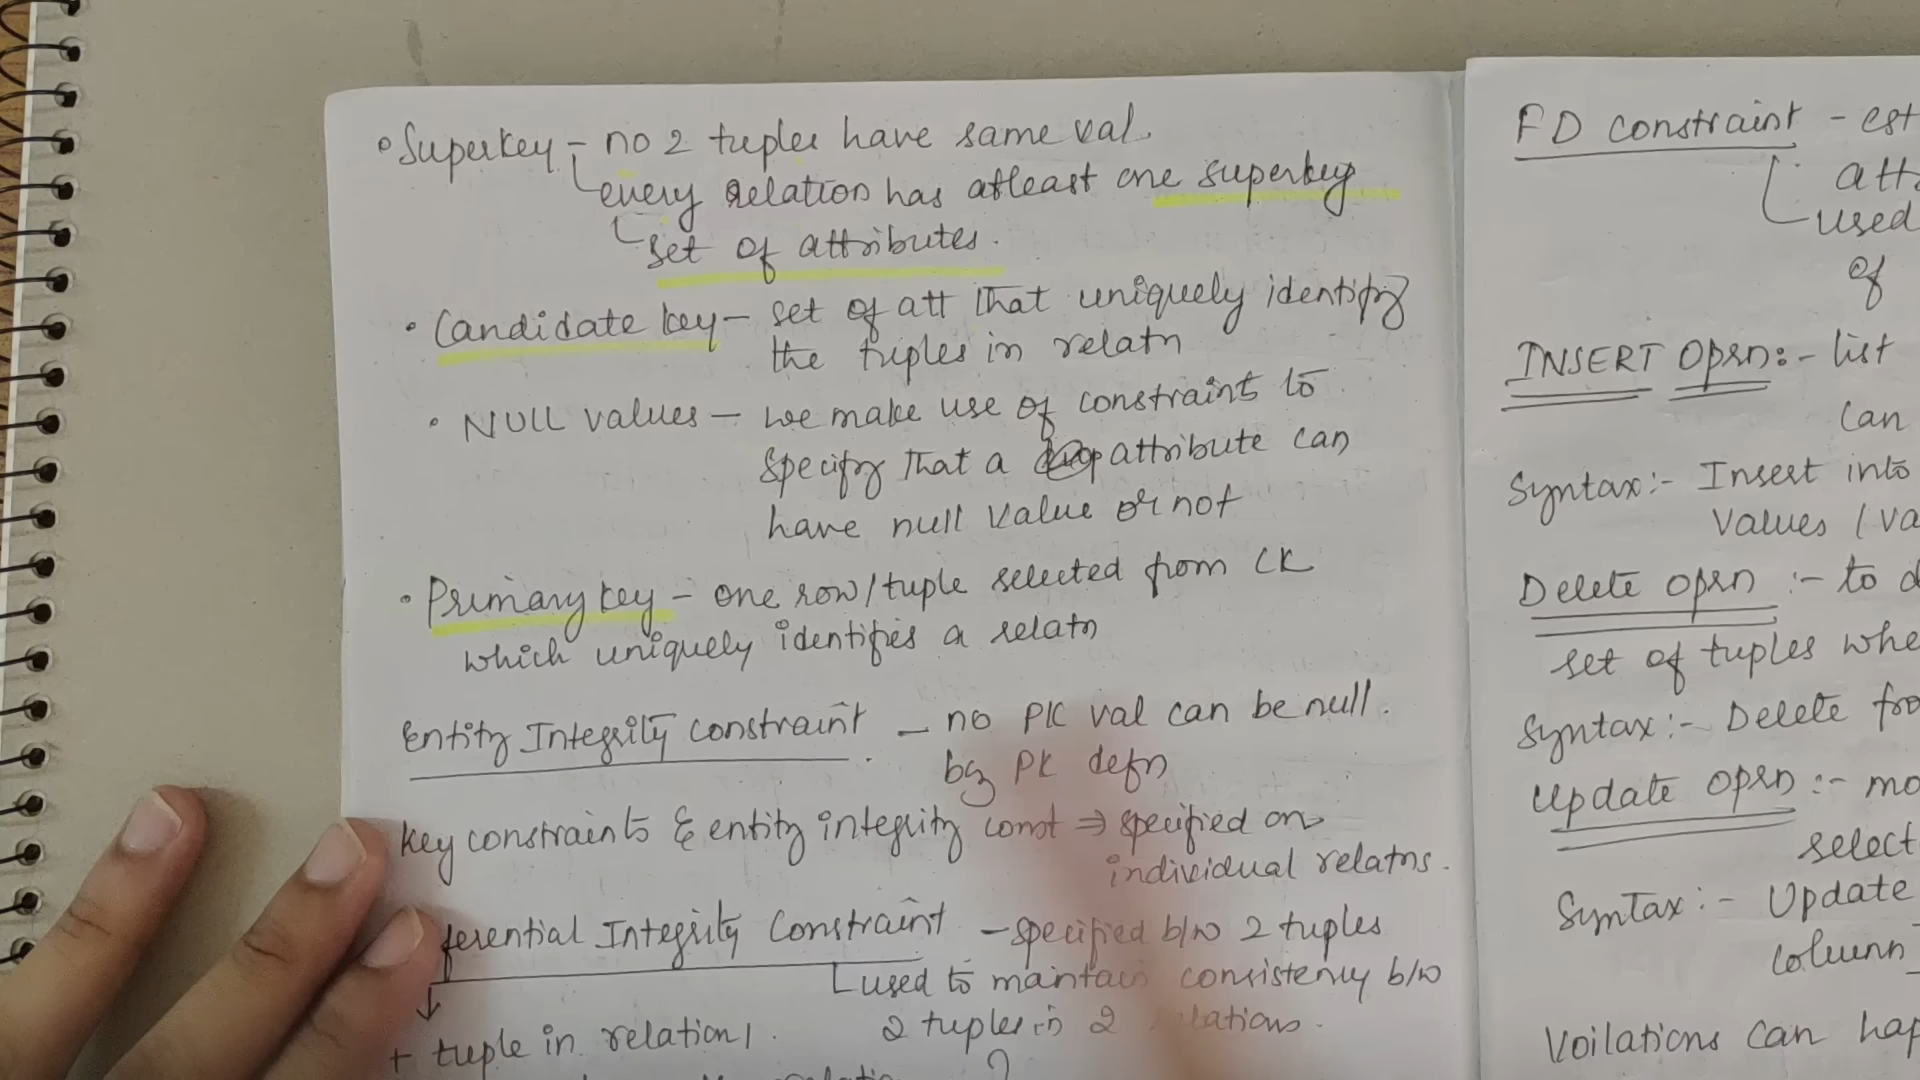 Superkey - no 2 tuples have same val.
every relation has atleast one superkey
set of attributes.
Candidate key - set of att that uniquely identify
the tuples in relatn
NULL values - we make use of constraint to
specify that a attribute can
have null value or not
Primary key - one row/tuple selected from CK
which uniquely identifies a relatn
Entity Integrity constraint - no PK val can be null.
by PK defn
key constraints & entity integrity const ⇒ specified on
individual relatns.
ferential Integrity Constraint - specified b/w 2 tuples
used to maintain consistency b/w
tuple in relation 1. 2 tuples in 2 lations.
FD constraint - est
att
used
of
INSERT Oprn:- list
can
Syntax:- Insert into
Values (va
Delete oprn :- to d
set of tuples whe
Syntax:- Delete fro
Update oprn :- mo
select
Syntax:- Update
column
Voilations can hap